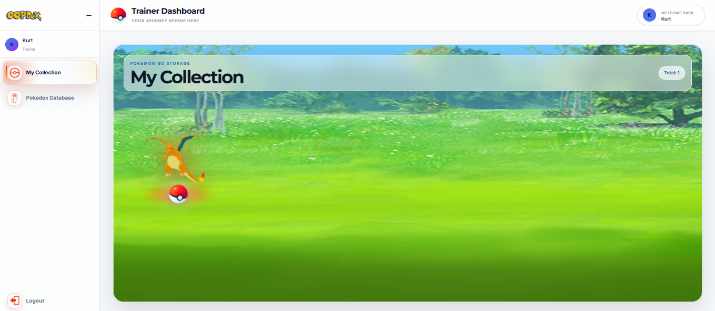 GOPAX
Kurt
Trainer
My Collection
Pokedex Database
Logout
Trainer Dashboard
YOUR JOURNEY BEGINS HERE
K
WELCOME BACK
Kurt
POKEMON GO STORAGE
My Collection
Total: 1